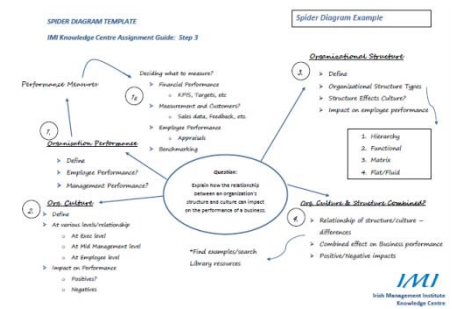 SPIDER DIAGRAM TEMPLATE
IMI Knowledge Centre Assignment Guide: Step 3
Spider Diagram Example
Performance Measures
Deciding what to measure?
Financial Performance
KPIS, Targets, etc
Measurement and Customers?
Sales data, Feedback, etc.
Employee Performance
Appraisals
Benchmarking
1a
1.
Organisation Performance
Define
Employee Performance?
Management Performance?
2.
Org. Culture
Define
At various levels/relationship
At Exec level
At Mid Management level
At Employee level
Impact on Performance
Positives?
Negatives
Question:
Explain how the relationship
between an organization's
structure and culture can impact
on the performance of a business.
*Find examples/search
Library resources
Organisational Structure
3.
Define
Organisational Structure Types
Structure Effects Culture?
Impact on employee performance
1. Hierarchy
2. Functional
3. Matrix
4. Flat/Fluid
Org. Culture & Structure Combined?
4.
Relationship of structure/culture –
differences
Combined effect on Business performance
Positive/Negative impacts
IMI
Irish Management Institute
Knowledge Centre